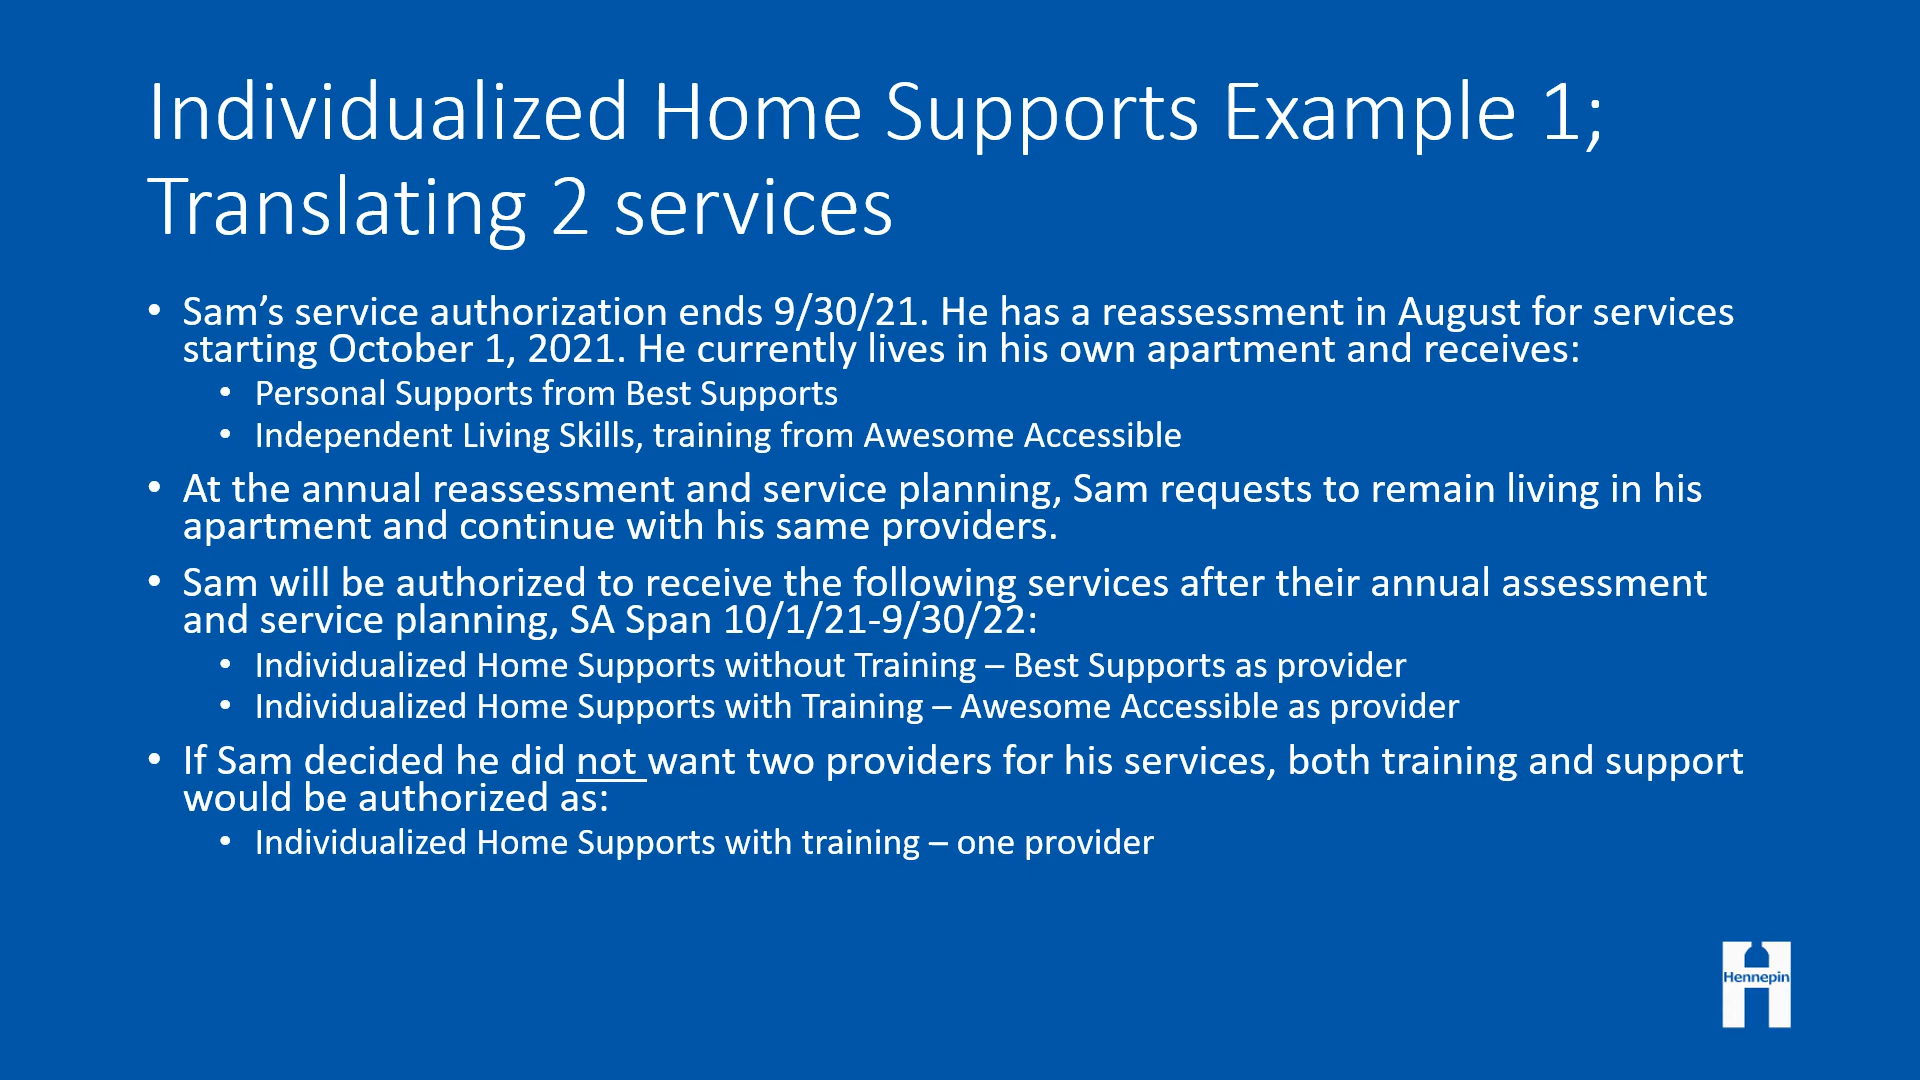 Individualized Home Supports Example 1;
Translating 2 services
• Sam’s service authorization ends 9/30/21. He has a reassessment in August for services
starting October 1, 2021. He currently lives in his own apartment and receives:
• Personal Supports from Best Supports
• Independent Living Skills, training from Awesome Accessible
• At the annual reassessment and service planning, Sam requests to remain living in his
apartment and continue with his same providers.
• Sam will be authorized to receive the following services after their annual assessment
and service planning, SA Span 10/1/21-9/30/22:
• Individualized Home Supports without Training – Best Supports as provider
• Individualized Home Supports with Training – Awesome Accessible as provider
• If Sam decided he did not want two providers for his services, both training and support
would be authorized as:
• Individualized Home Supports with training – one provider
Hennepin